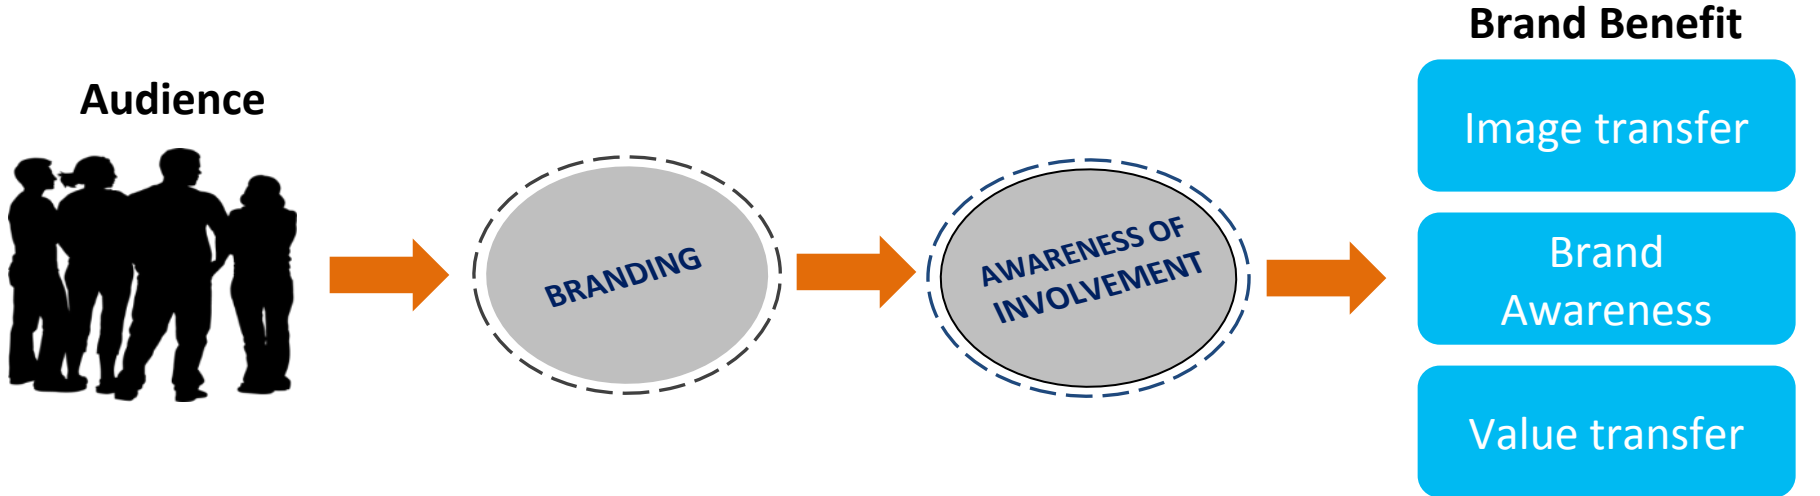 Audience
BRANDING
AWARENESS OF
INVOLVEMENT
Brand Benefit
Image transfer
Brand
Awareness
Value transfer